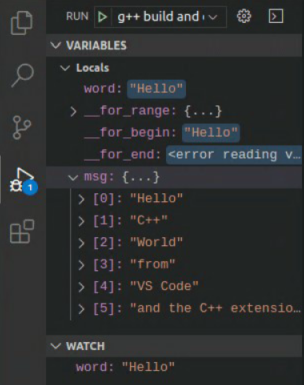 RUN g++ build and
VARIABLES
Locals
word: "Hello"
__for_range: {...}
__for_begin: "Hello"
__for_end: <error reading v...
msg: {...}
[0]: "Hello"
[1]: "C++"
[2]: "World"
[3]: "from"
[4]: "VS Code"
[5]: "and the C++ extensio...
1
WATCH
word: "Hello"